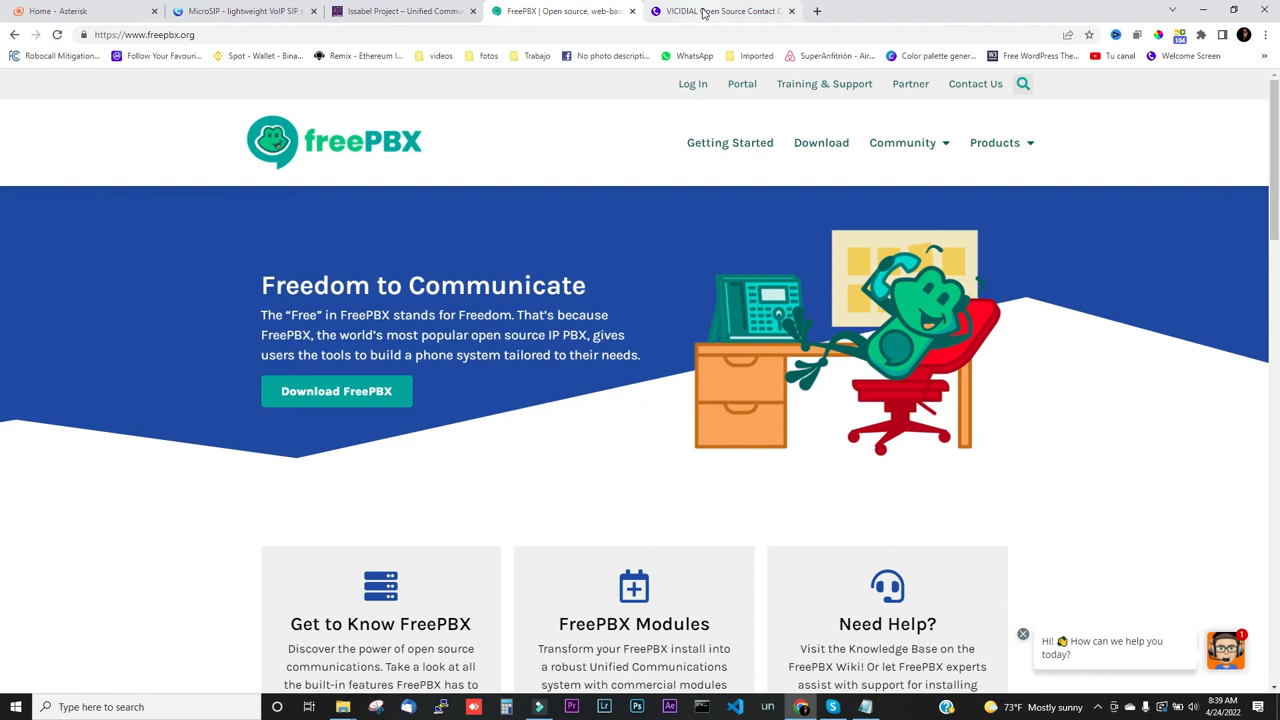 Home - Asterisk
MicroSIP - lightweight VoIP SIP s
Issabel Project – Unified Commu
FreePBX | Open source, web-bas
VICIDIAL Open Source Contact C
https://www.freepbx.org
Robocall Mitigation...
Follow Your Favouri...
Spot - Wallet - Bina...
Remix - Ethereum I...
videos
fotos
Trabajo
No photo descripti...
WhatsApp
Imported
SuperAnfitrión - Air...
Color palette gener...
Free WordPress The...
Tu canal
Welcome Screen
104
Log In
Portal
Training & Support
Partner
Contact Us
freePBX
Getting Started
Download
Community
Products
Freedom to Communicate
The “Free” in FreePBX stands for Freedom. That’s because
FreePBX, the world’s most popular open source IP PBX, gives
users the tools to build a phone system tailored to their needs.
Download FreePBX
Get to Know FreePBX
Discover the power of open source
communications. Take a look at all
the built-in features FreePBX has to
FreePBX Modules
Transform your FreePBX install into
a robust Unified Communications
system with commercial modules
Need Help?
Visit the Knowledge Base on the
FreePBX Wiki! Or let FreePBX experts
assist with support for installing
Hi! How can we help you
today?
1
Type here to search
Pr
Lr
Ps
Ae
un
73°F Mostly sunny
8:39 AM
4/24/2022